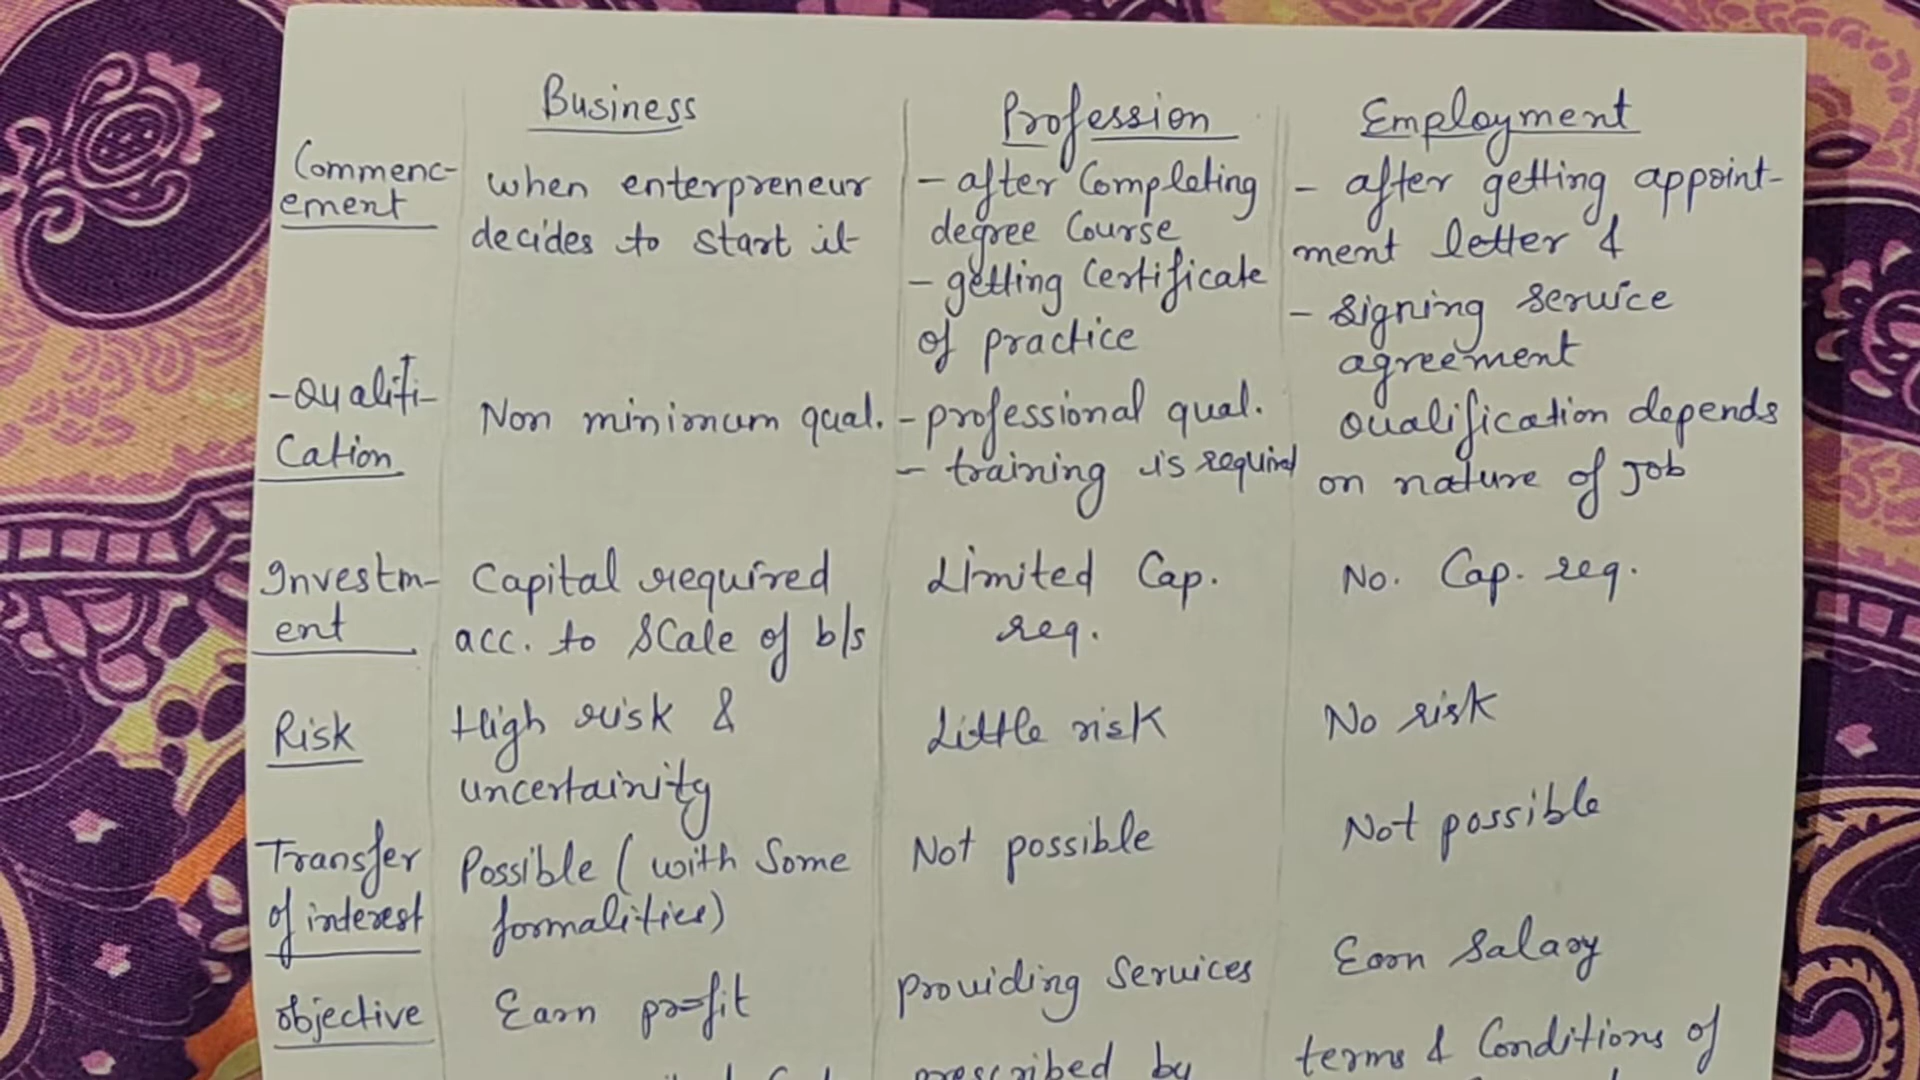 Business
Profession
Employment
Commenc-
ement
when enterpreneur
decides to start it
- after Completing
degree Course
- getting Certificate
of practice
- after getting appoint-
ment letter &
- signing service
agreement
- Qualifi-
Cation
Non minimum qual.
- professional qual.
- training is required
Qualification depends
on nature of Job
Investm-
ent
Capital required
acc. to Scale of b/s
Limited Cap.
req.
No. Cap. req.
Risk
High risk &
uncertainity
Little risk
No risk
Transfer
of interest
Possible (with Some
formalities)
Not possible
Not possible
objective
Earn profit
Providing Services
Earn Salary
prescribed by
terms & Conditions of